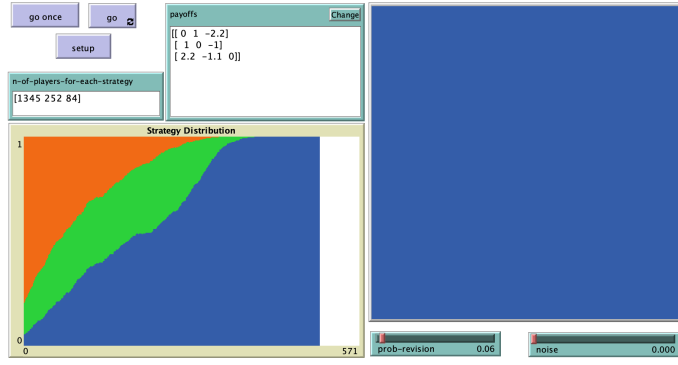 go once
go
setup
payoffs
Change
[[ 0 1 -2.2]
[ 1 0 -1]
[ 2.2 -1.1 0]]
n-of-players-for-each-strategy
[1345 252 84]
Strategy Distribution
1
0
0
571
prob-revision 0.06
noise 0.000